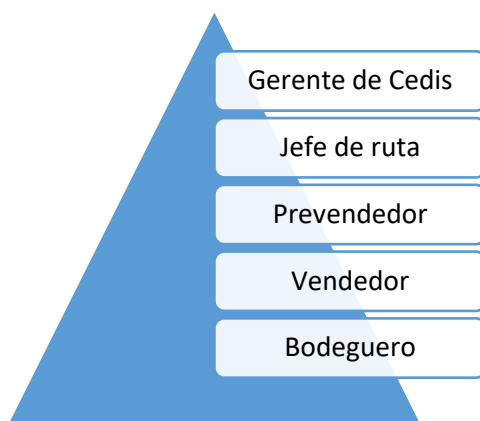 Gerente de Cedis
Jefe de ruta
Prevendedor
Vendedor
Bodeguero